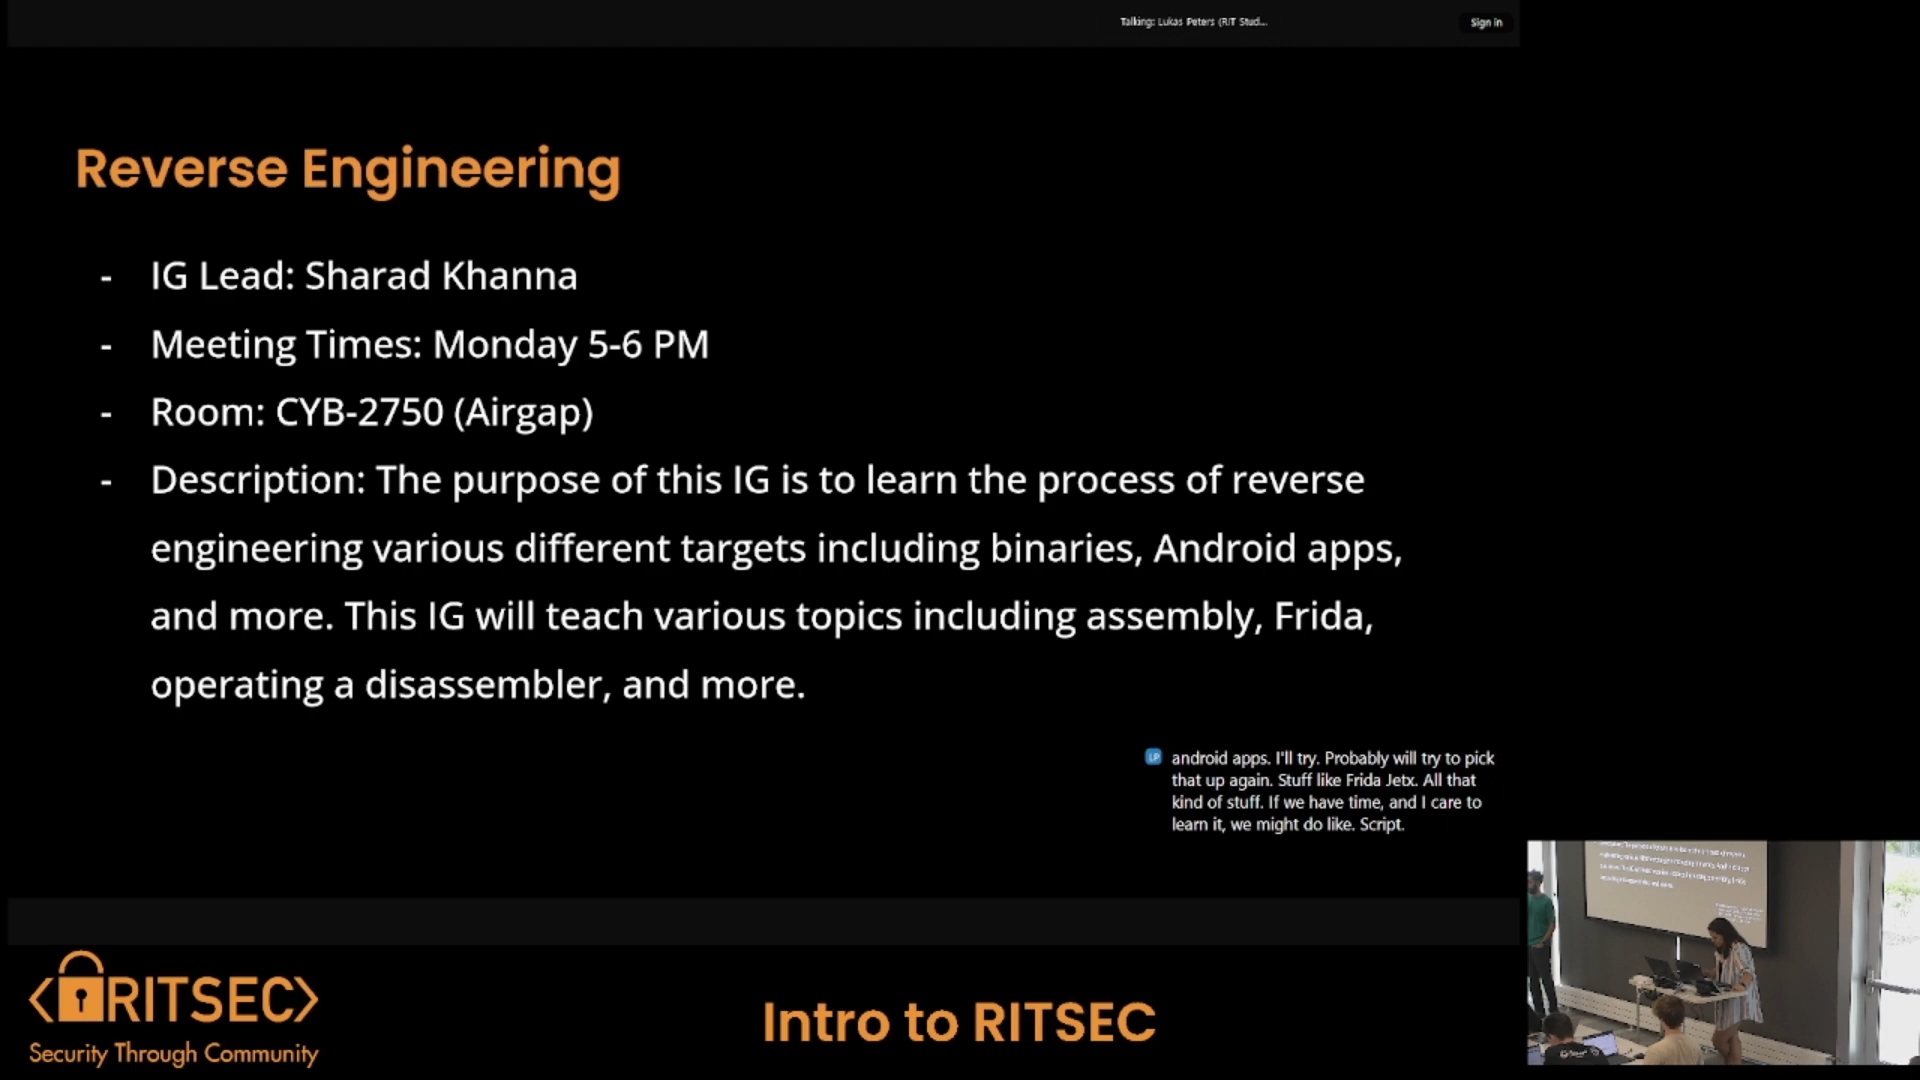 Talking: Lukas Peters (RIT Stud...
Sign in
Reverse Engineering
- IG Lead: Sharad Khanna
- Meeting Times: Monday 5-6 PM
- Room: CYB-2750 (Airgap)
- Description: The purpose of this IG is to learn the process of reverse
engineering various different targets including binaries, Android apps,
and more. This IG will teach various topics including assembly, Frida,
operating a disassembler, and more.
LP
android apps. I'll try. Probably will try to pick
that up again. Stuff like Frida Jetx. All that
kind of stuff. If we have time, and I care to
learn it, we might do like. Script.
<RITSEC>
Security Through Community
Intro to RITSEC